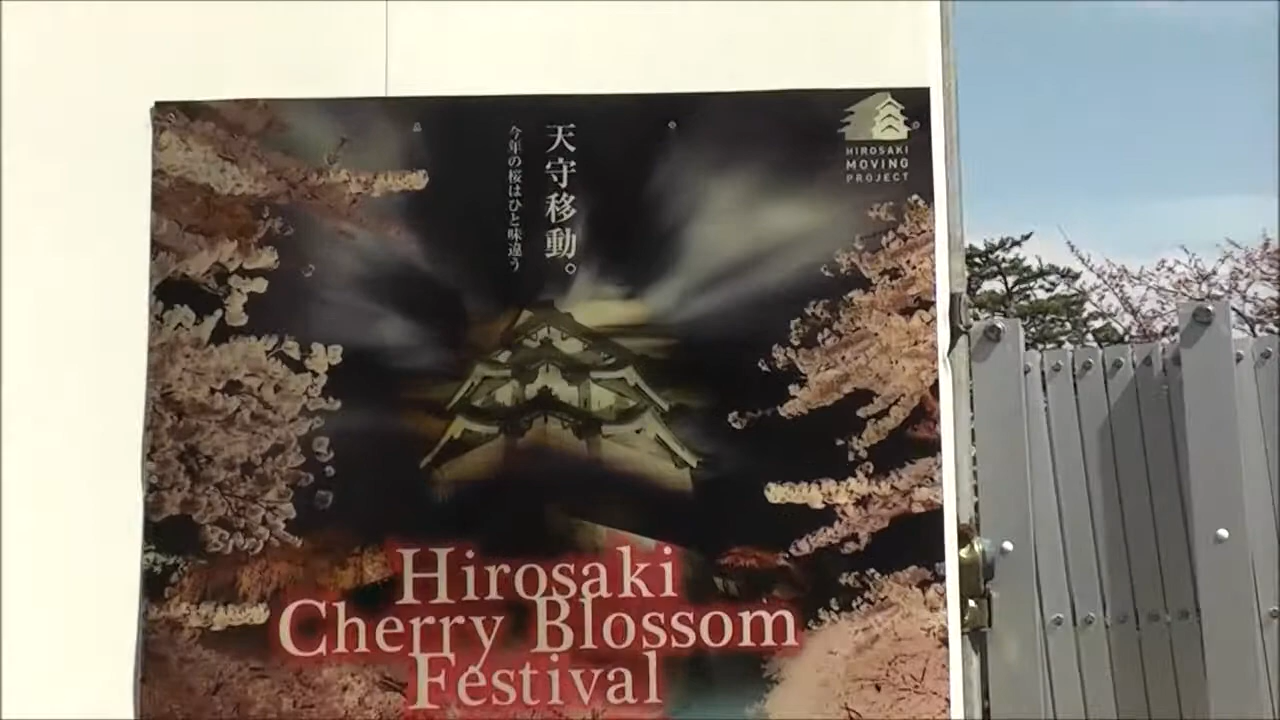 天守移動。
今年の桜はひと味違う
HIROSAKI
MOVING
PROJECT
Hirosaki
Cherry Blossom
Festival